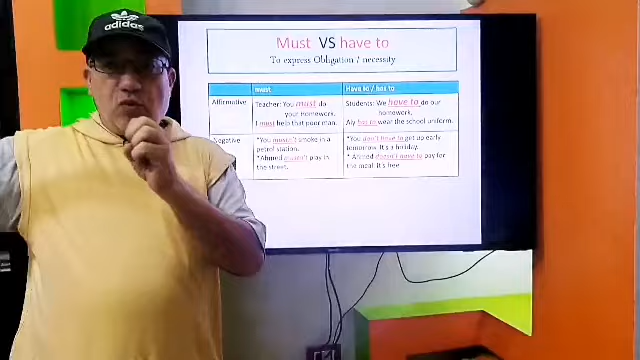 adidas
Must VS have to
To express Obligation / necessity
must
Have to / has to
Affirmative
Teacher: You must do
your homework.
I must help that poor man.
Students: We have to do our
homework.
Aly has to wear the school uniform.
Negative
*You mustn't smoke in a
petrol station.
*Ahmed mustn't play in
the street.
*You don't have to get up early
tomorrow. It's a holiday.
* Ahmed doesn't have to pay for
the meal. It's free